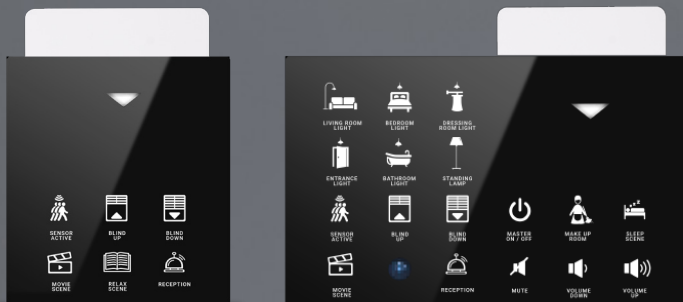 LIVING ROOM
LIGHT
BEDROOM
LIGHT
DRESSING
ROOM LIGHT
ENTRANCE
LIGHT
BATHROOM
LIGHT
STANDING
LAMP
SENSOR
ACTIVE
BLIND
UP
BLIND
DOWN
SENSOR
ACTIVE
BLIND
UP
BLIND
DOWN
MASTER
ON / OFF
MAKE UP
ROOM
SLEEP
SCENE
MOVIE
SCENE
RELAX
SCENE
RECEPTION
MOVIE
SCENE
RECEPTION
MUTE
VOLUME
DOWN
VOLUME
UP